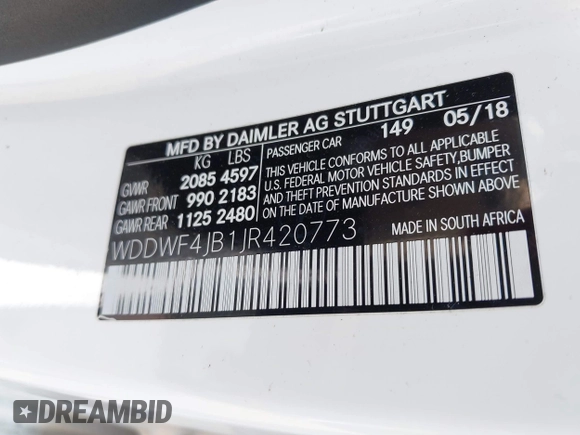 MFD BY DAIMLER AG STUTTGART
KG LBS PASSENGER CAR 149 05/18
GVWR 2085 4597
GAWR FRONT 990 2183
GAWR REAR 1125 2480
THIS VEHICLE CONFORMS TO ALL APPLICABLE
U.S. FEDERAL MOTOR VEHICLE SAFETY, BUMPER
AND THEFT PREVENTION STANDARDS IN EFFECT
ON THE DATE OF MANUFACTURE SHOWN ABOVE
WDDWF4JB1JR420773
MADE IN SOUTH AFRICA
DREAMBID